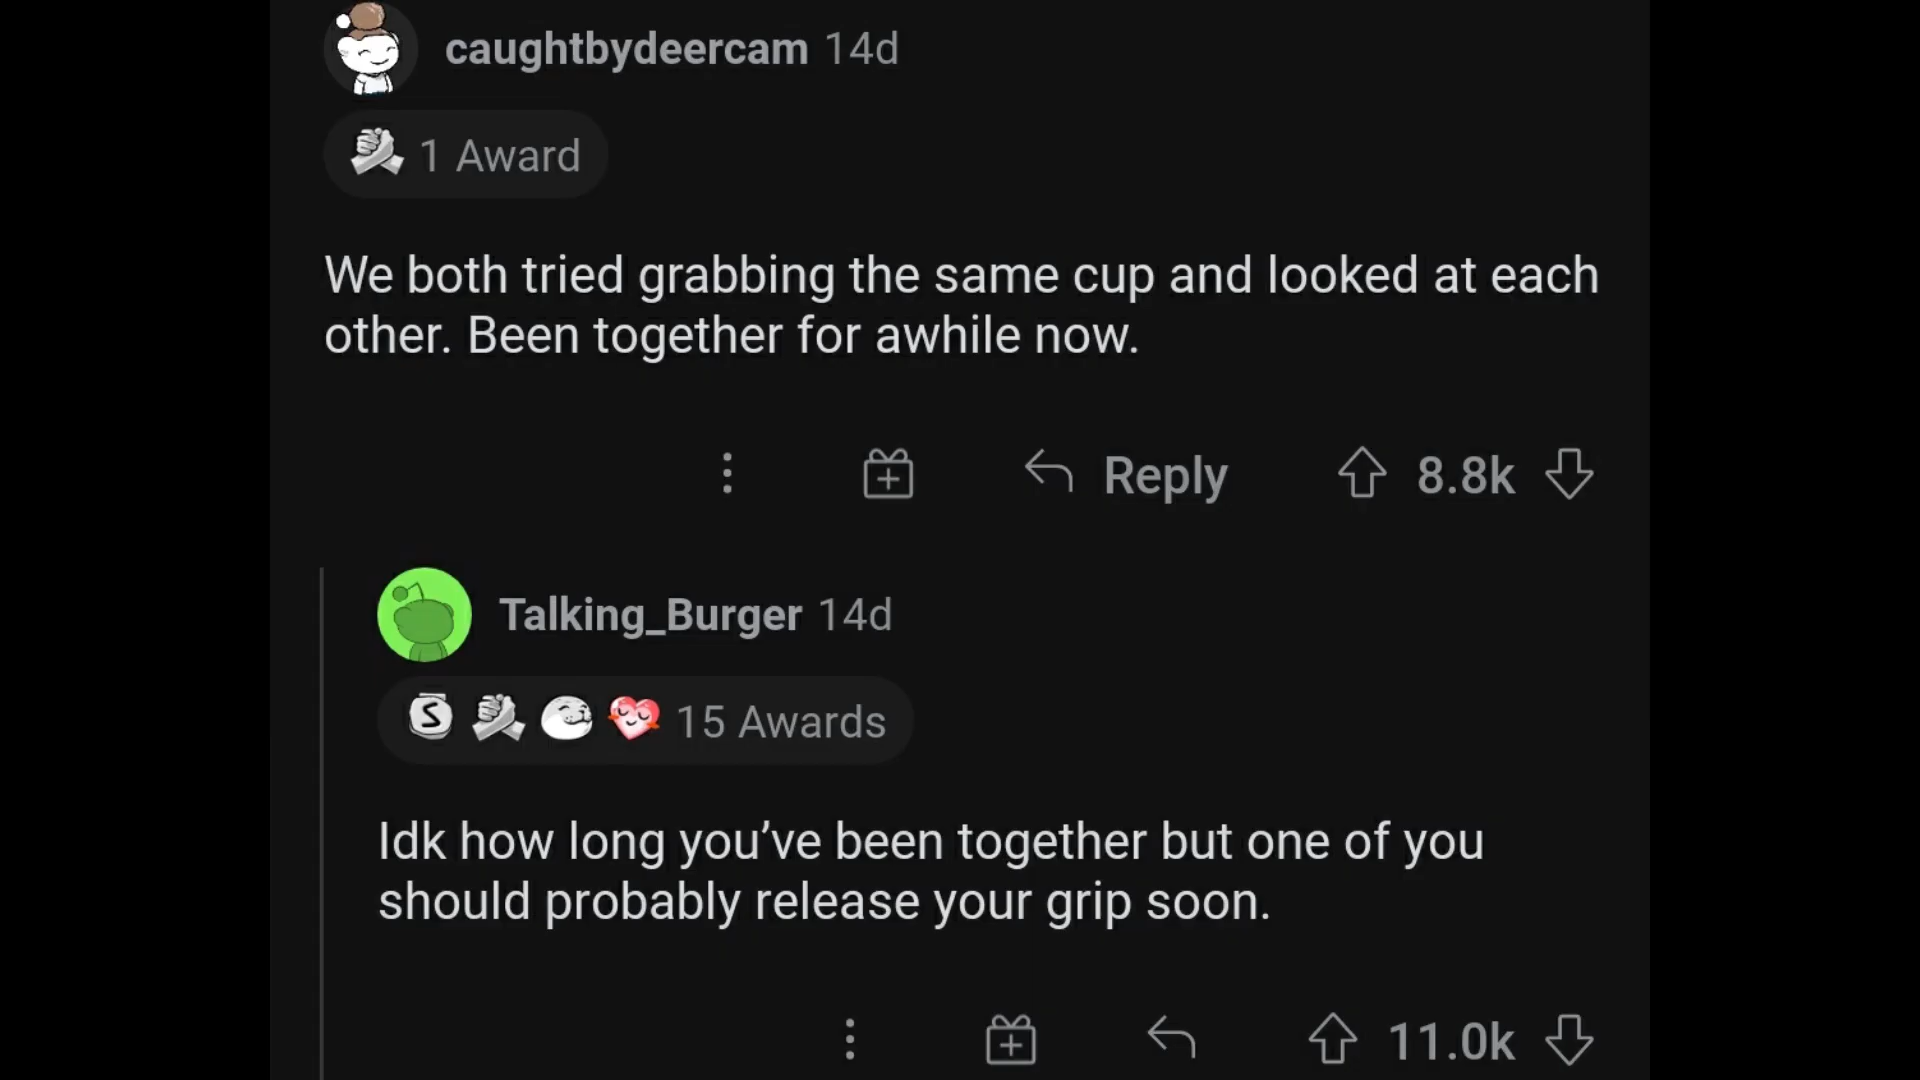 caughtbydeercam 14d
1 Award
We both tried grabbing the same cup and looked at each
other. Been together for awhile now.
Reply 8.8k
Talking_Burger 14d
S 15 Awards
Idk how long you’ve been together but one of you
should probably release your grip soon.
11.0k